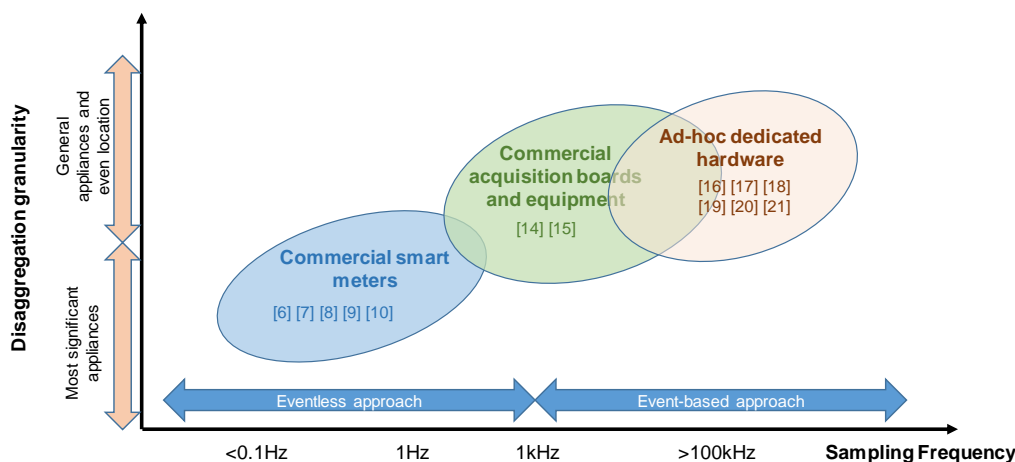 Disaggregation granularity
General
appliances and
even location
Most significant
appliances
Commercial smart
meters
[6] [7] [8] [9] [10]
Commercial
acquisition boards
and equipment
[14] [15]
Ad-hoc dedicated
hardware
[16] [17] [18]
[19] [20] [21]
Eventless approach
Event-based approach
<0.1Hz
1Hz
1kHz
>100kHz
Sampling Frequency